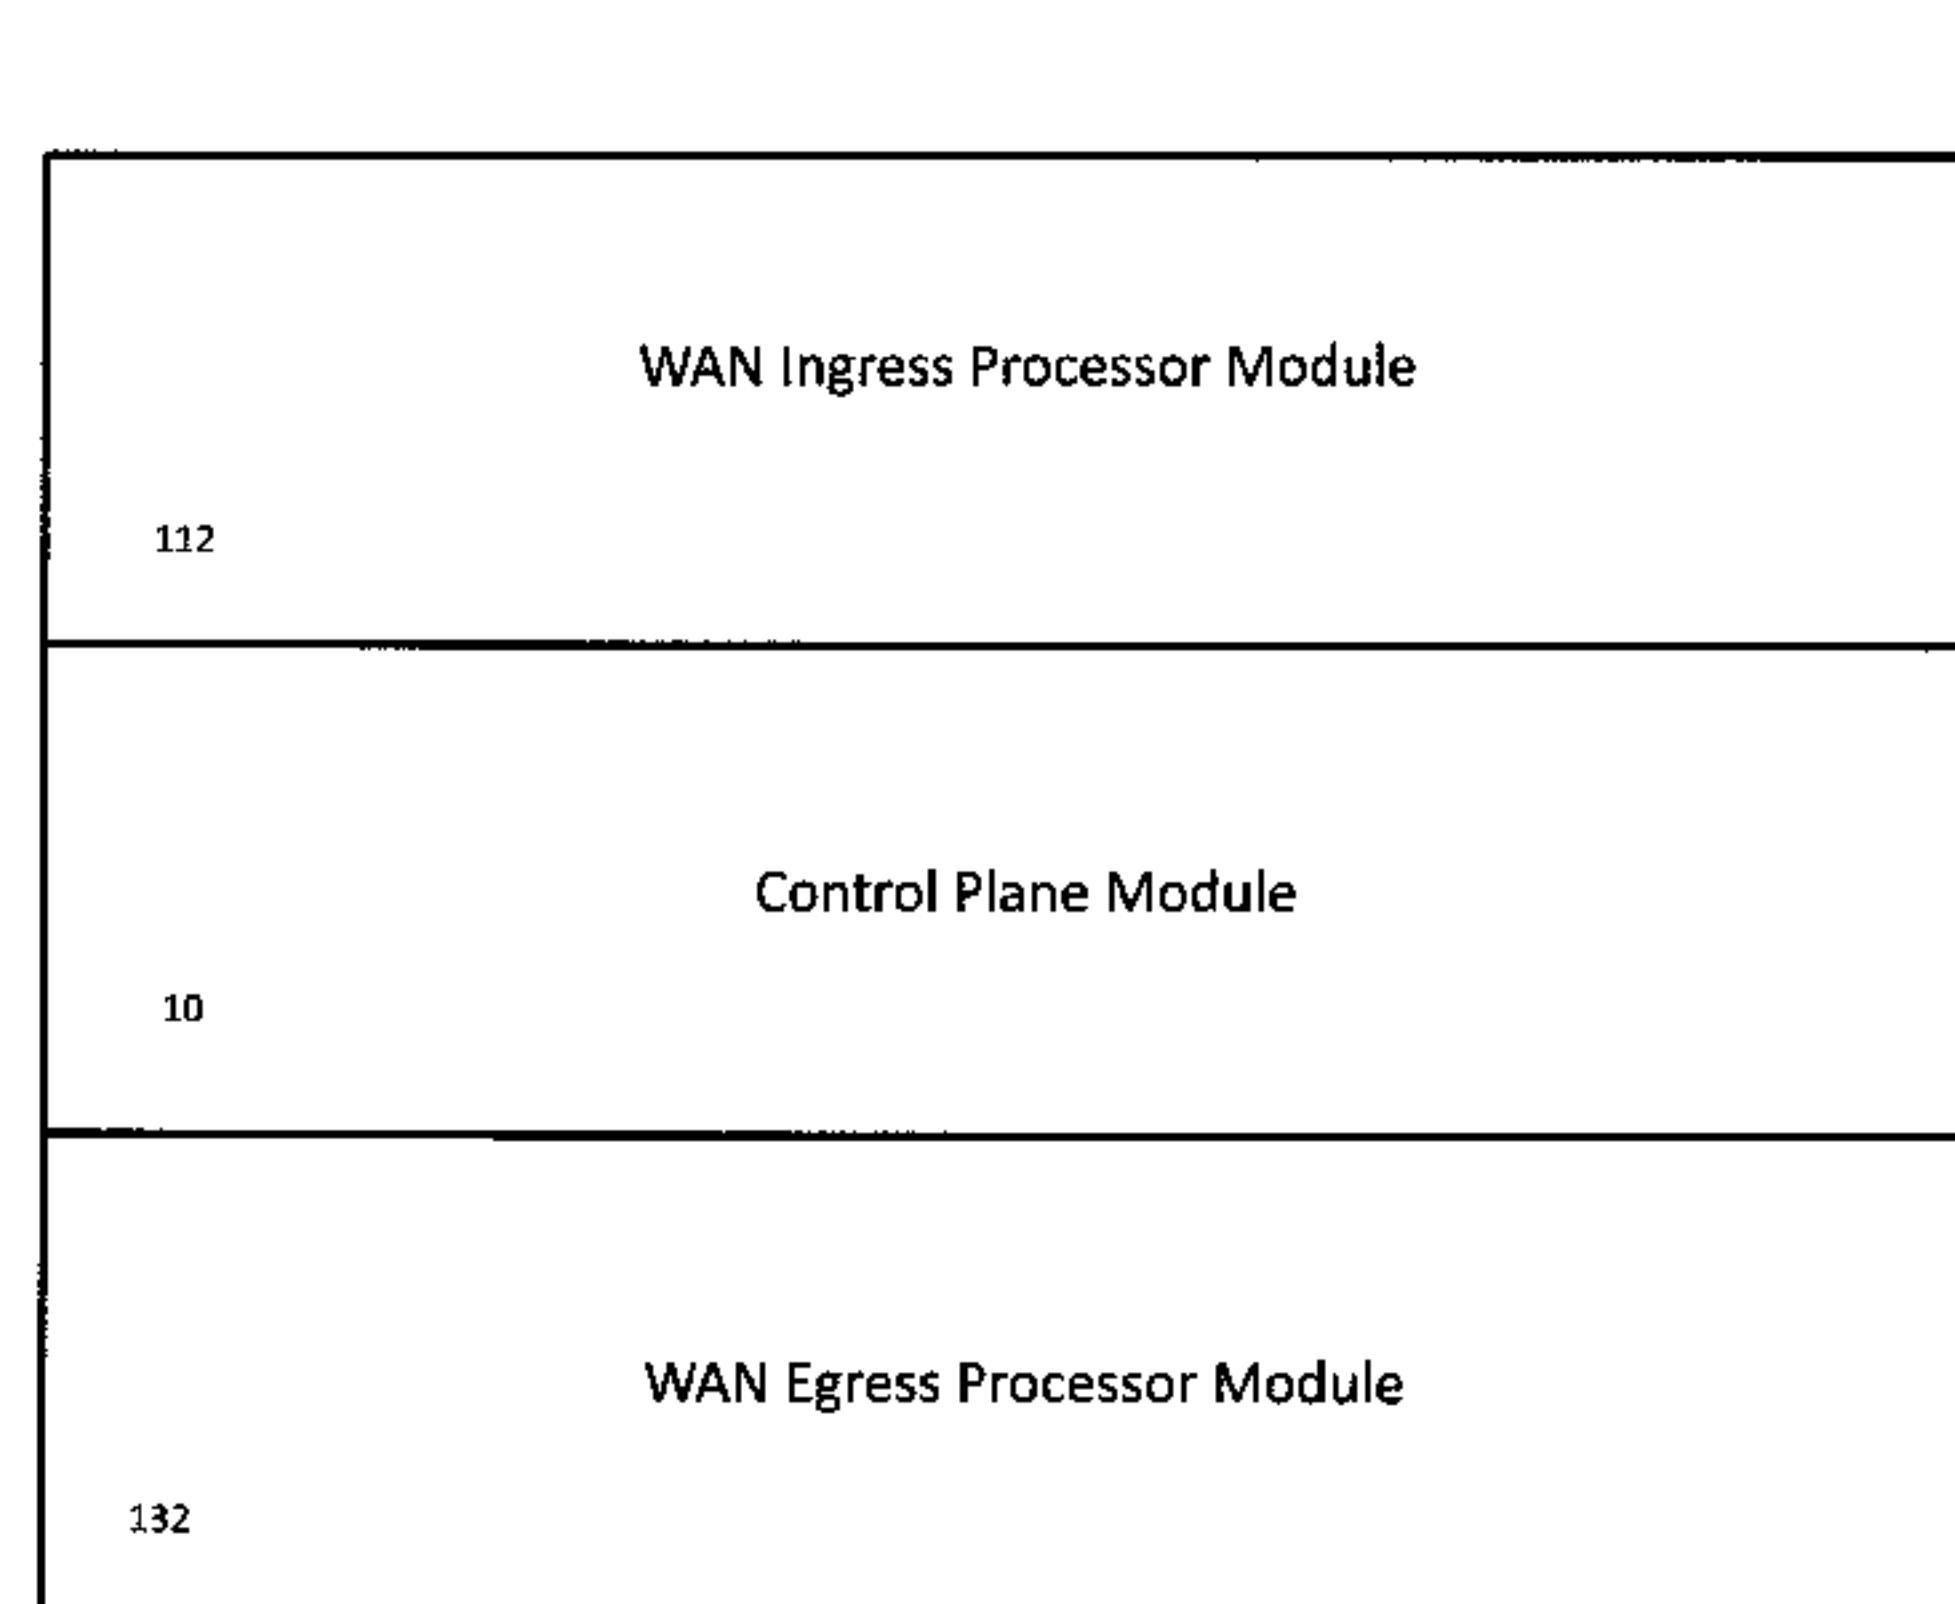 WAN Ingress Processor Module
112
Control Plane Module
10
WAN Egress Processor Module
132